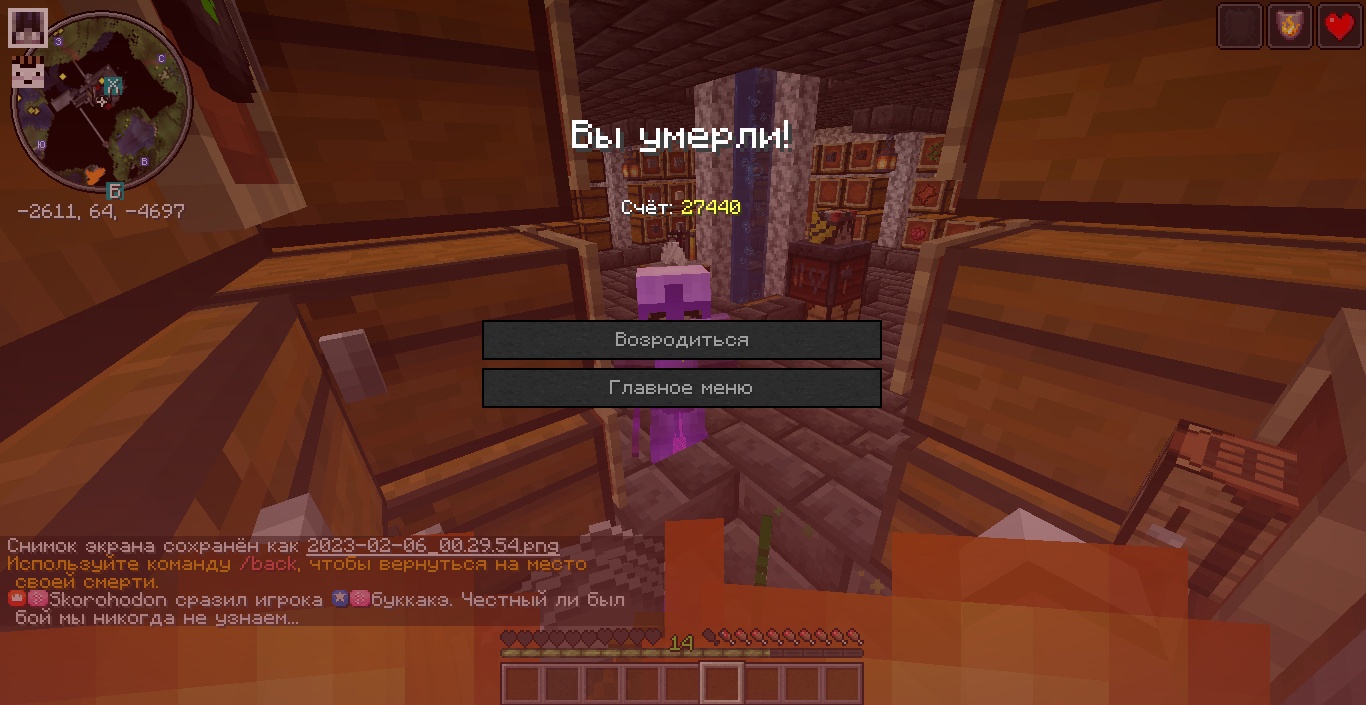 З
С
Ж
Ю
В
Б
-2611, 64, -4697
Вы умерли!
Счёт: 27440
Возродиться
Главное меню
Снимок экрана сохранён как 2023-02-06_00.29.54.png
Используйте команду /back, чтобы вернуться на место
своей смерти.
Skorohodon сразил игрока буккакэ. Честный ли был
бой мы никогда не узнаем...
14